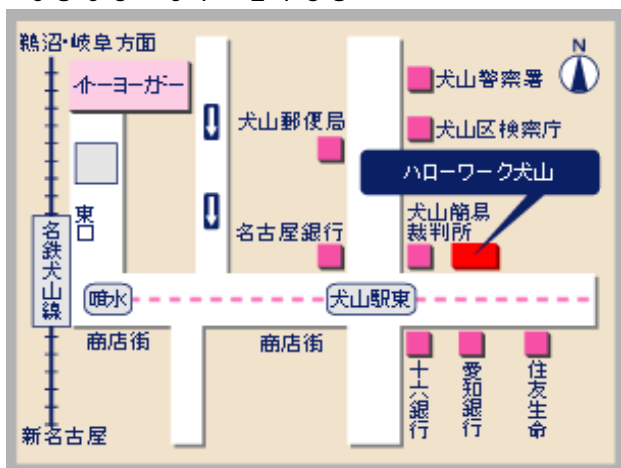 鵜沼・岐阜方面
イトーヨーカドー
N
犬山警察署
犬山郵便局
犬山区検察庁
ハローワーク犬山
東口
名古屋銀行
犬山簡易
裁判所
名鉄犬山線
噴水
犬山駅東
商店街
商店街
十六銀行
愛知銀行
住友生命
新名古屋